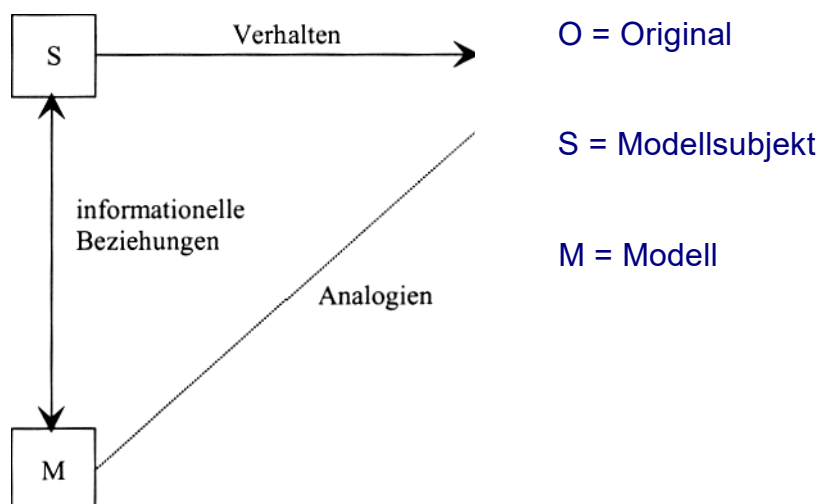 Verhalten
S
O = Original
S = Modellsubjekt
informationelle
Beziehungen
M = Modell
Analogien
M